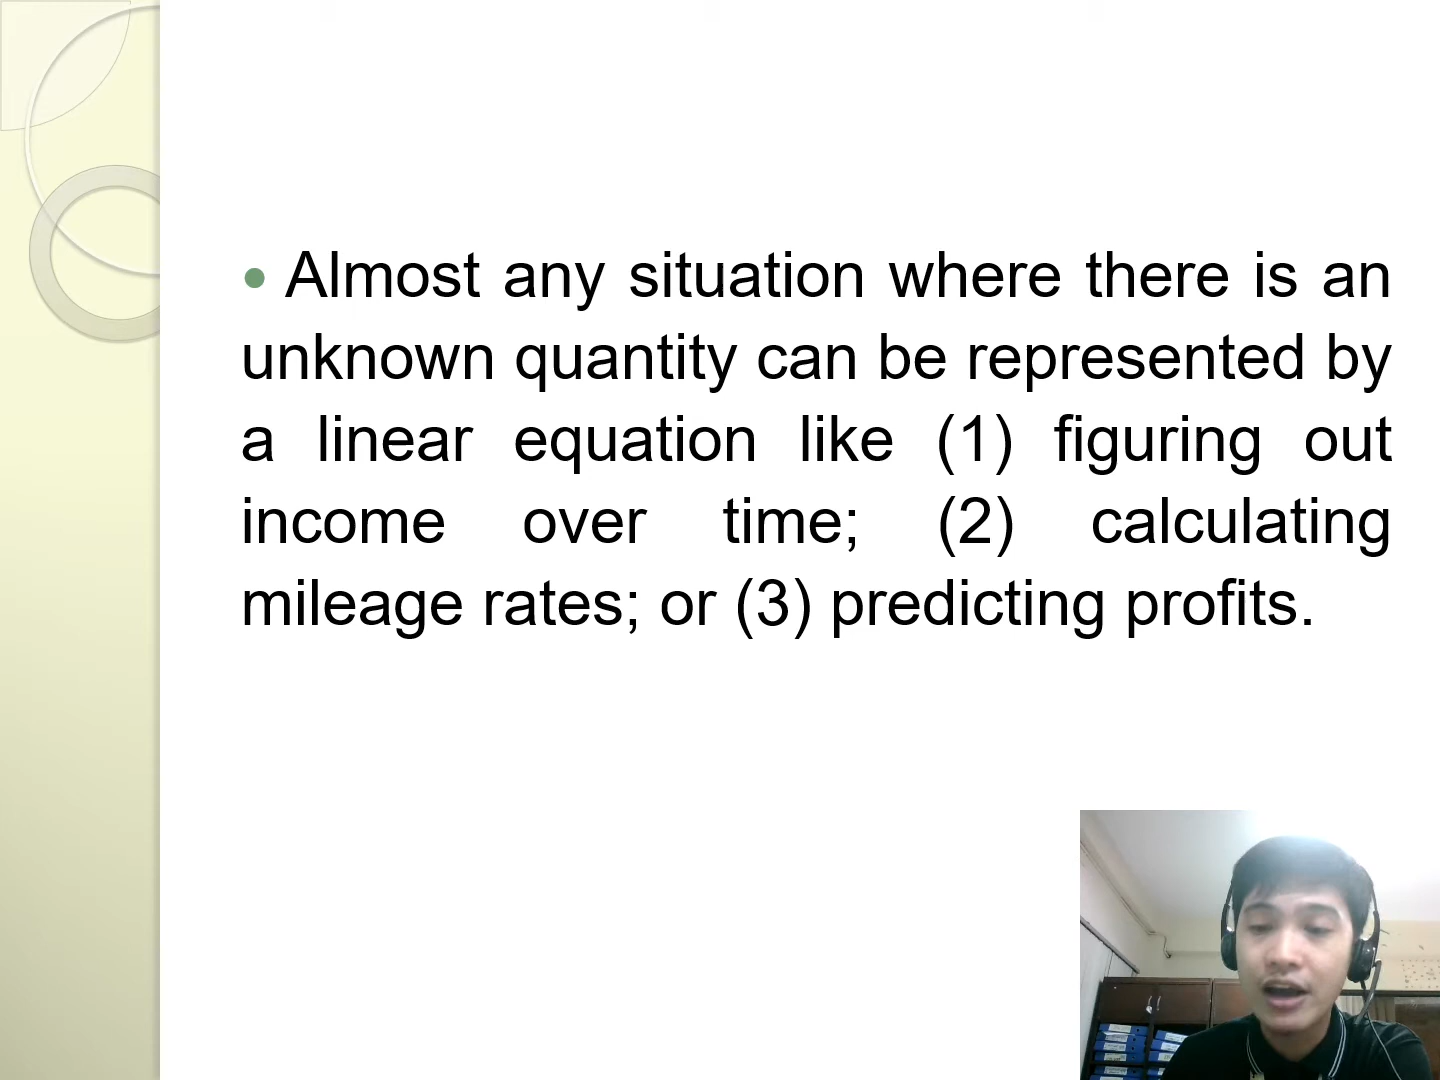 • Almost any situation where there is an
unknown quantity can be represented by
a linear equation like (1) figuring out
income over time; (2) calculating
mileage rates; or (3) predicting profits.